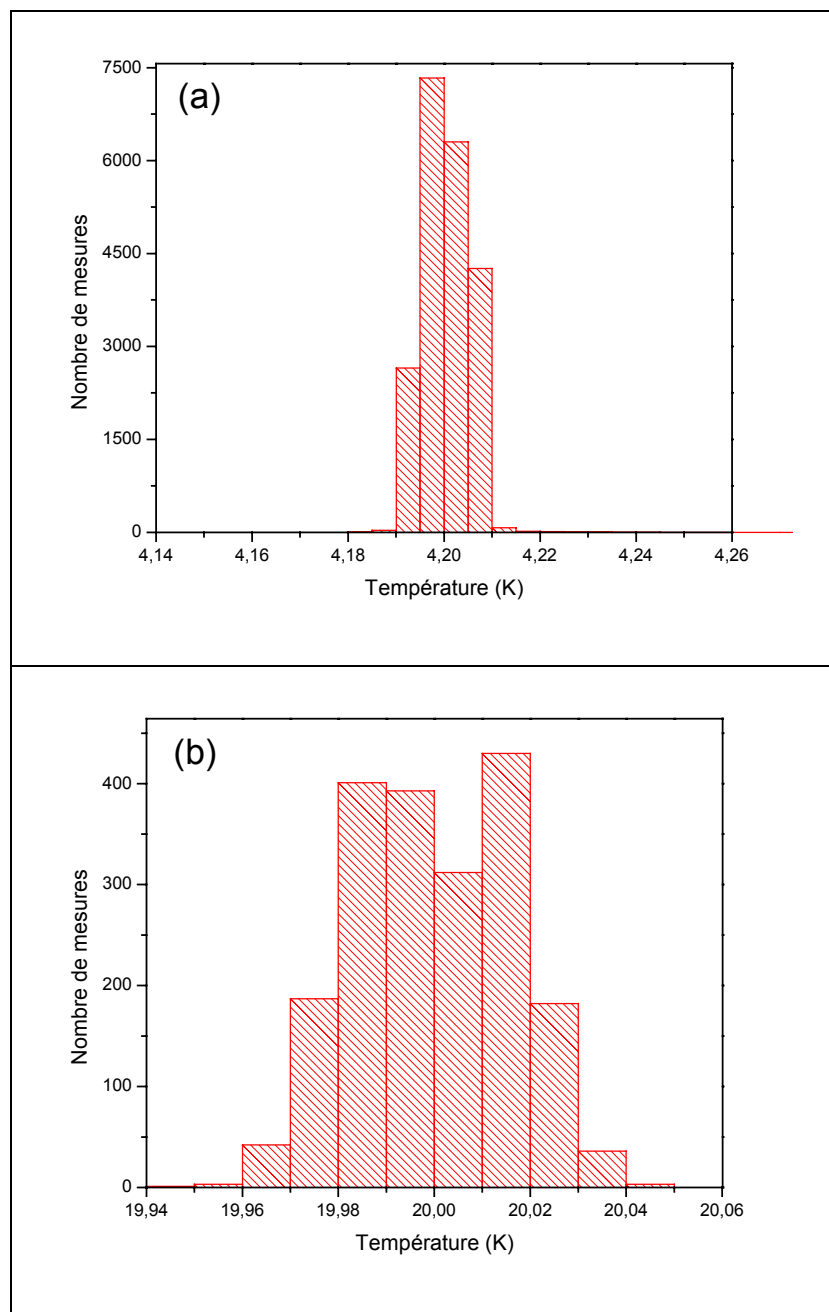 (a)
7500
6000
4500
3000
1500
0
Nombre de mesures
4,14 4,16 4,18 4,20 4,22 4,24 4,26
Température (K)
(b)
400
300
200
100
0
Nombre de mesures
19,94 19,96 19,98 20,00 20,02 20,04 20,06
Température (K)